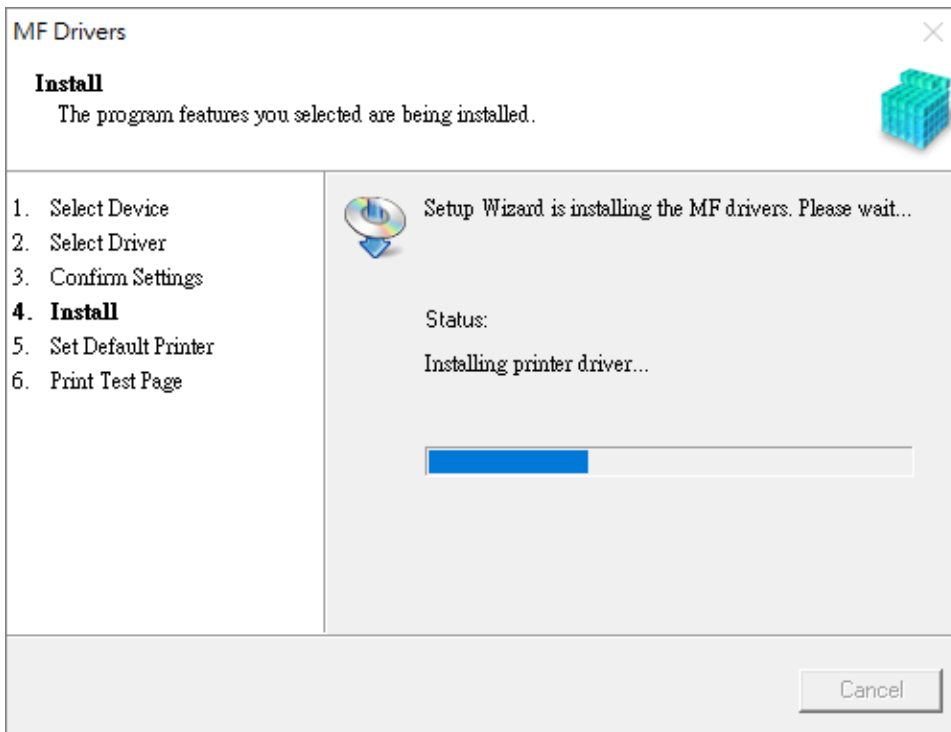 MF Drivers
Install
The program features you selected are being installed.
1. Select Device
2. Select Driver
3. Confirm Settings
4. Install
5. Set Default Printer
6. Print Test Page
Setup Wizard is installing the MF drivers. Please wait...
Status:
Installing printer driver...
Cancel